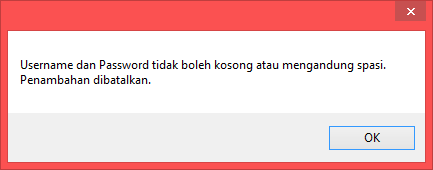 Username dan Password tidak boleh kosong atau mengandung spasi.
Penambahan dibatalkan.
OK